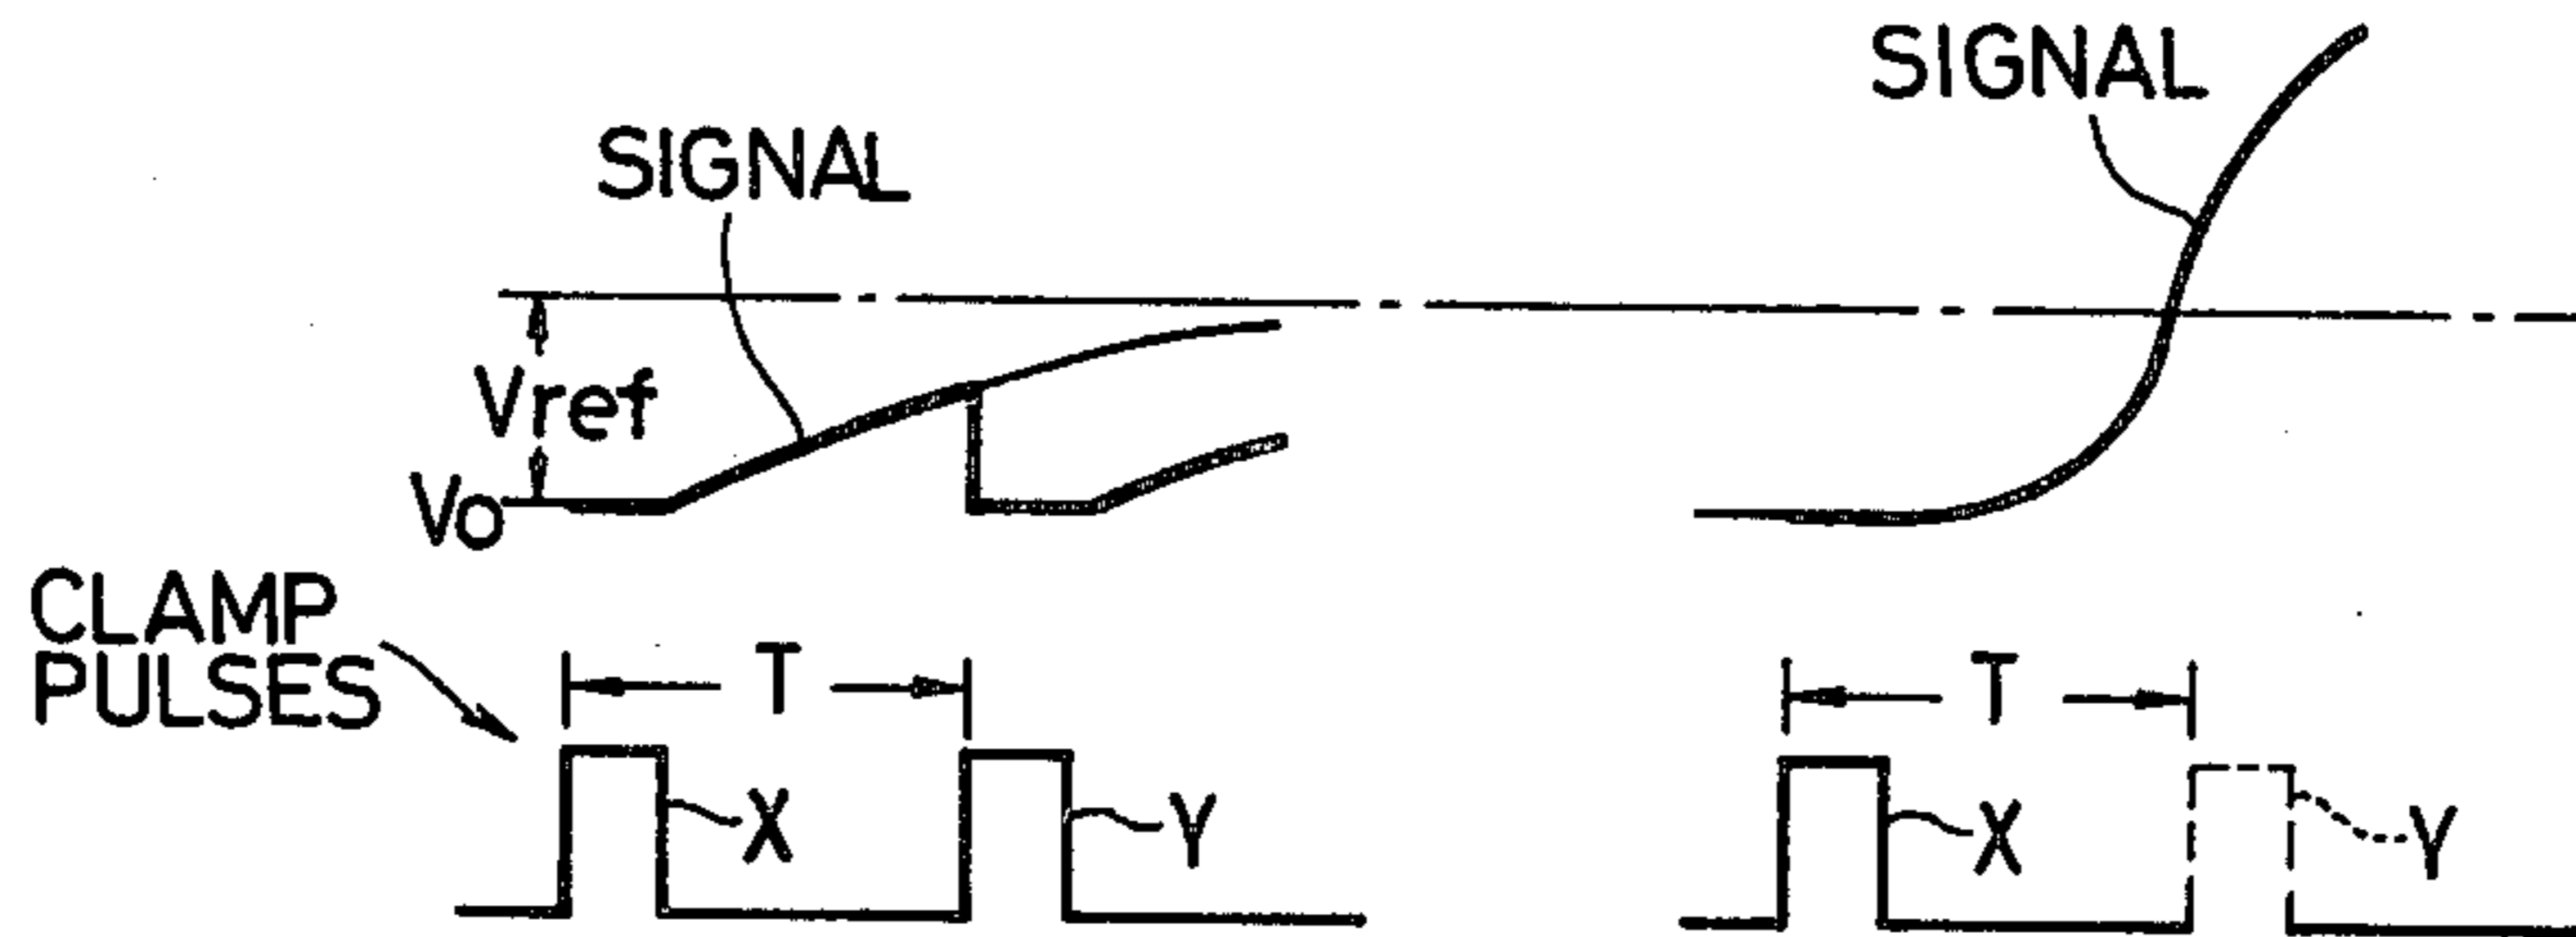 SIGNAL
SIGNAL
Vref
Vo
CLAMP
PULSES
T
T
X
Y
X
Y